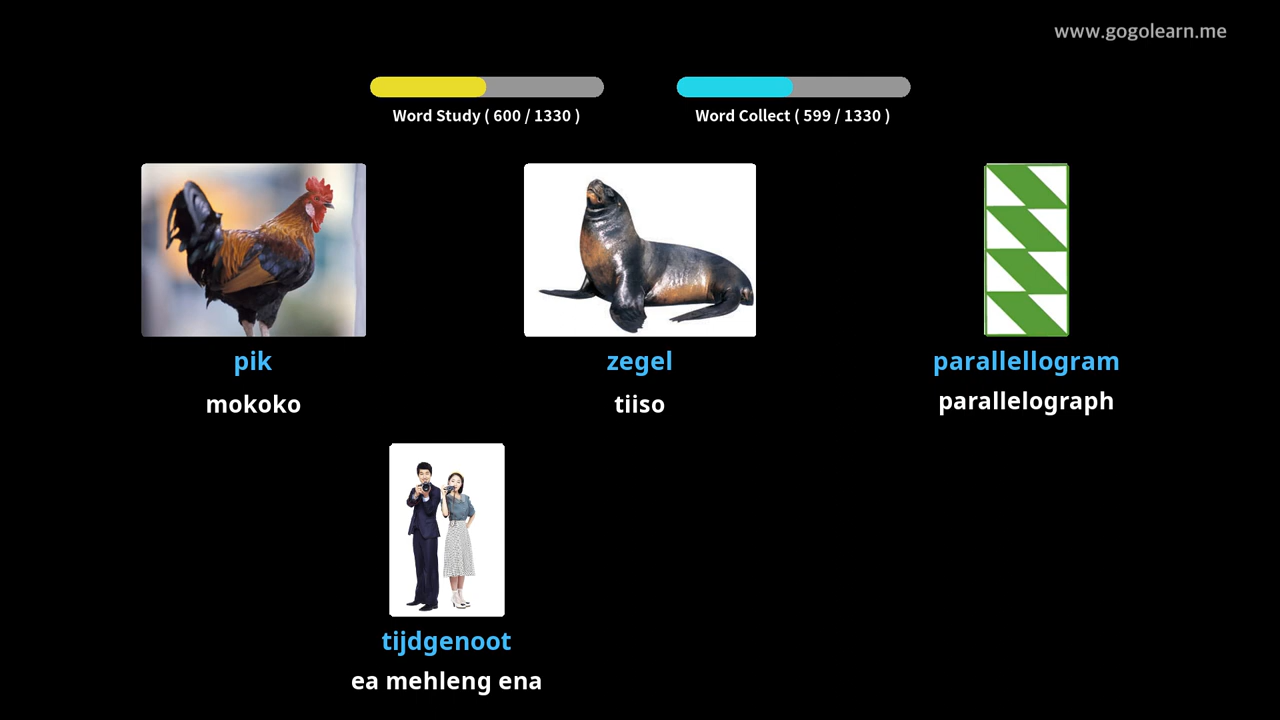 www.gogolearn.me
Word Study ( 600 / 1330 )
Word Collect ( 599 / 1330 )
pik
zegel
parallellogram
mokoko
tiiso
parallelograph
tijdgenoot
ea mehleng ena